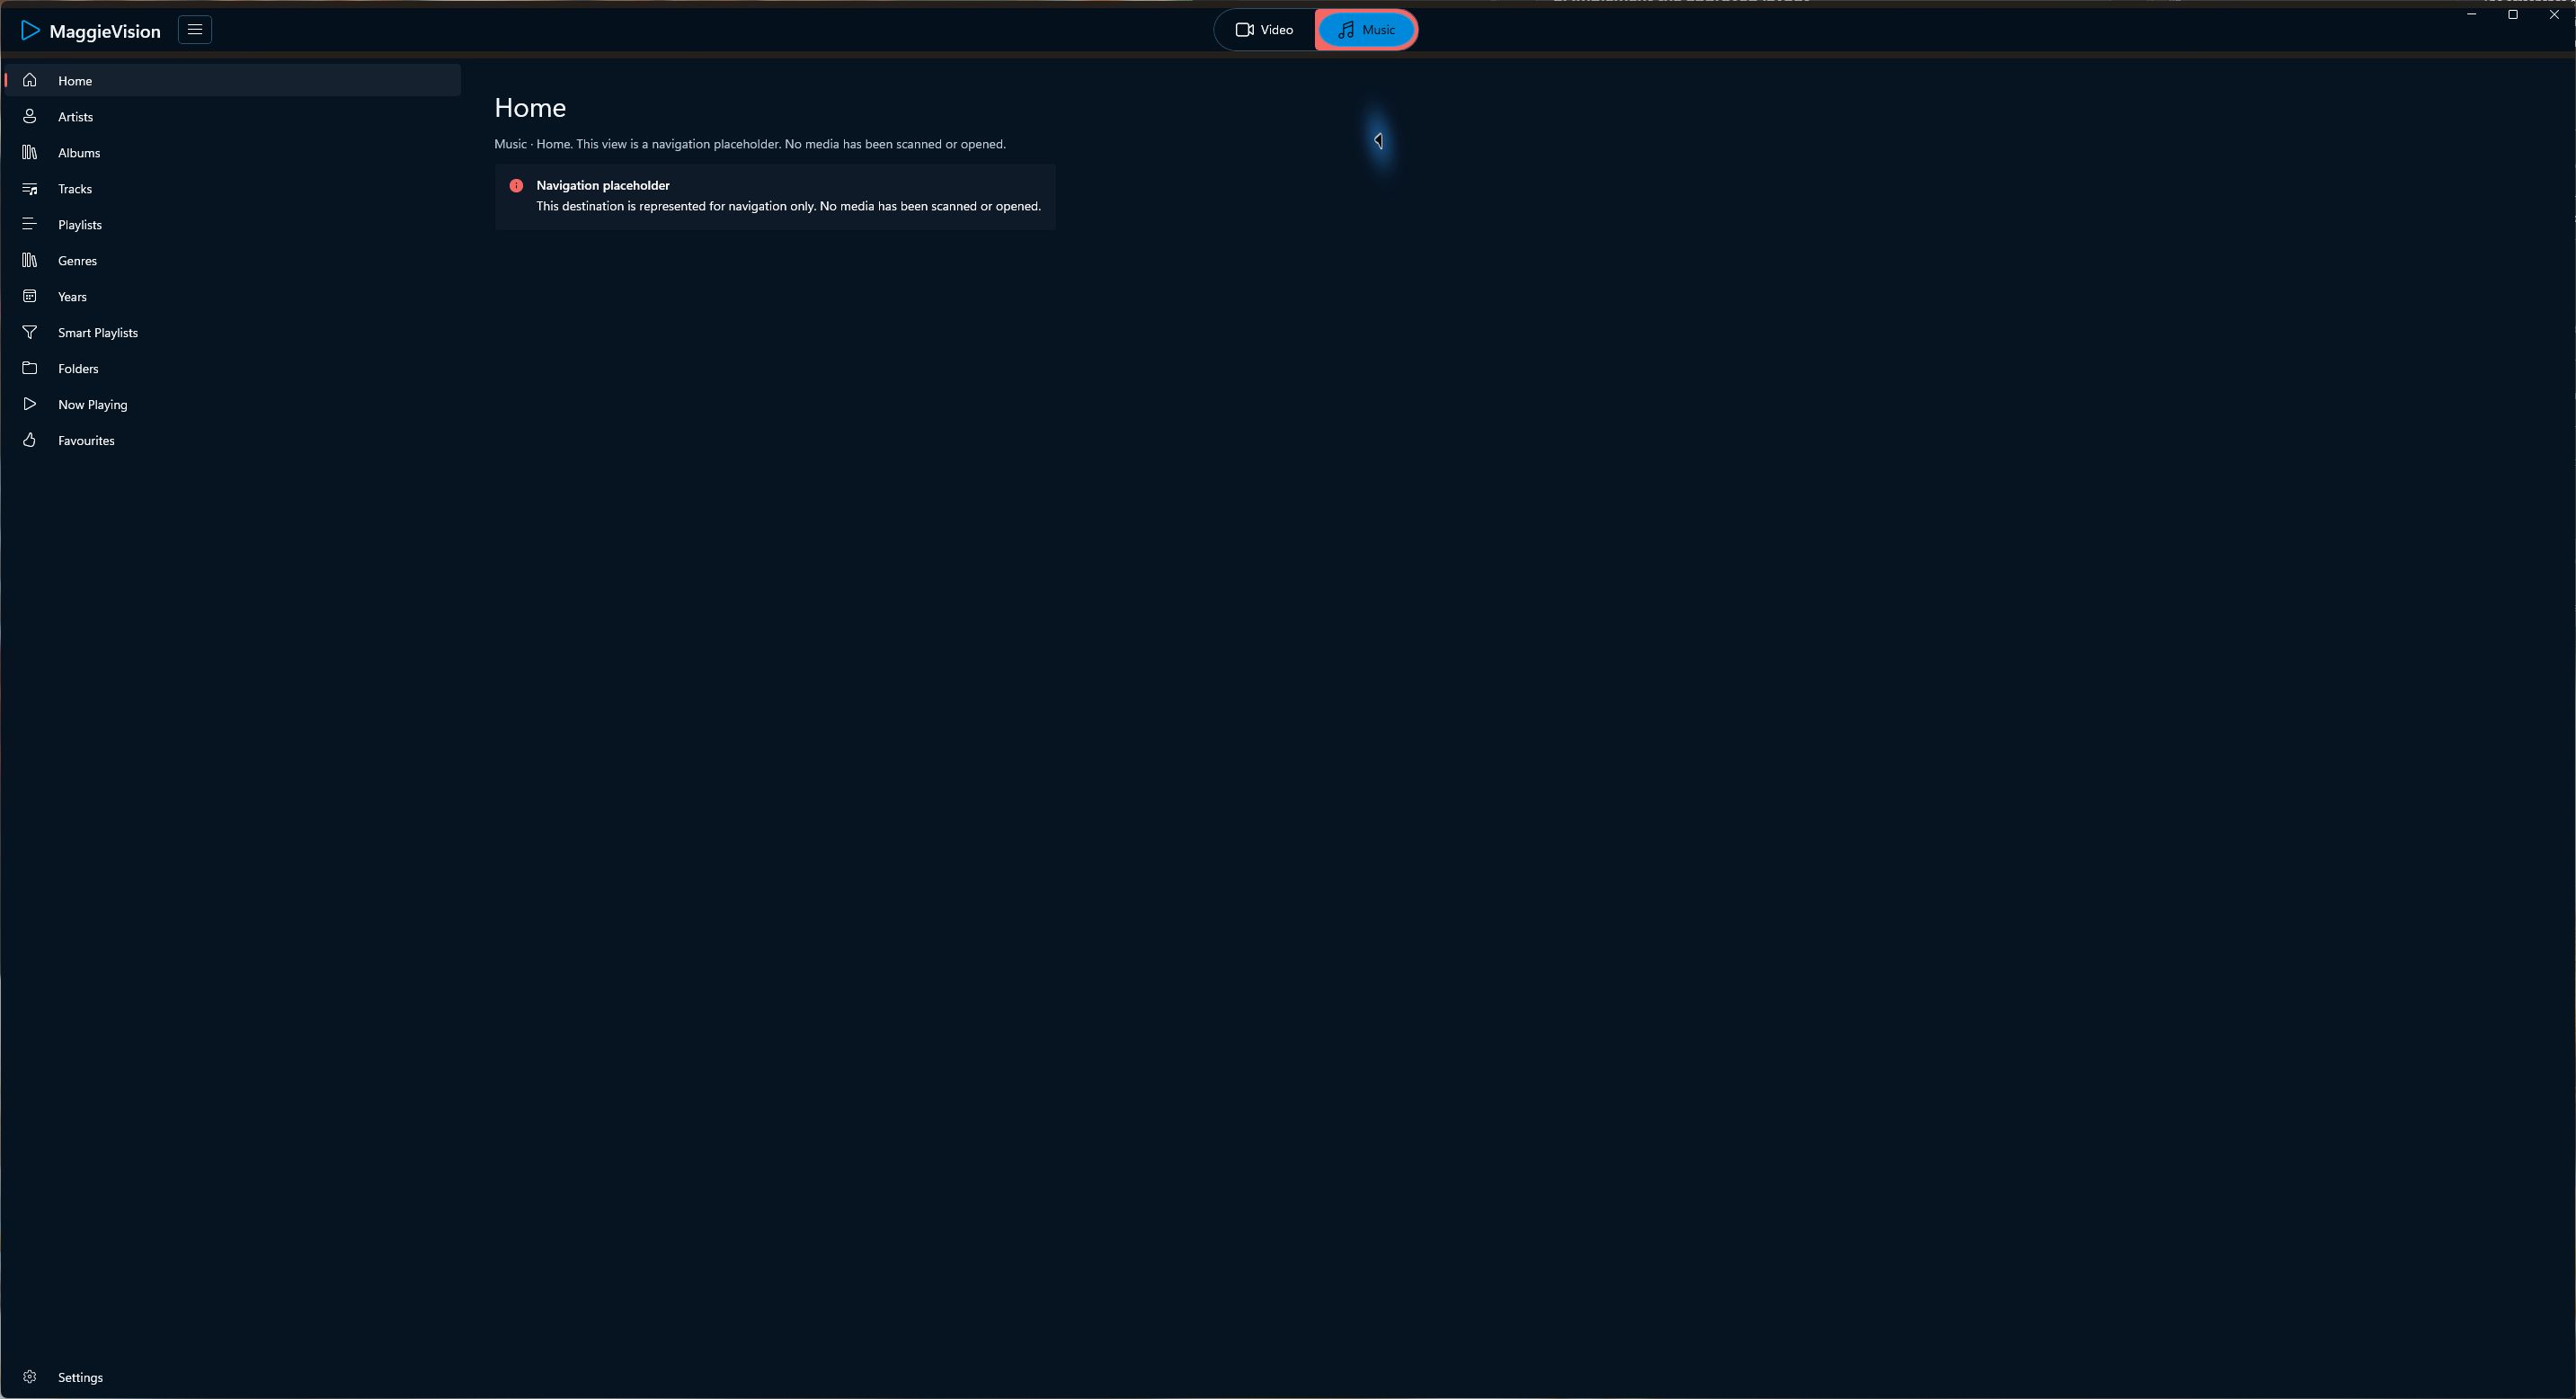 MaggieVision
Video
Music
Home
Artists
Albums
Tracks
Playlists
Genres
Years
Smart Playlists
Folders
Now Playing
Favourites
Settings
Home
Music · Home. This view is a navigation placeholder. No media has been scanned or opened.
Navigation placeholder
This destination is represented for navigation only. No media has been scanned or opened.